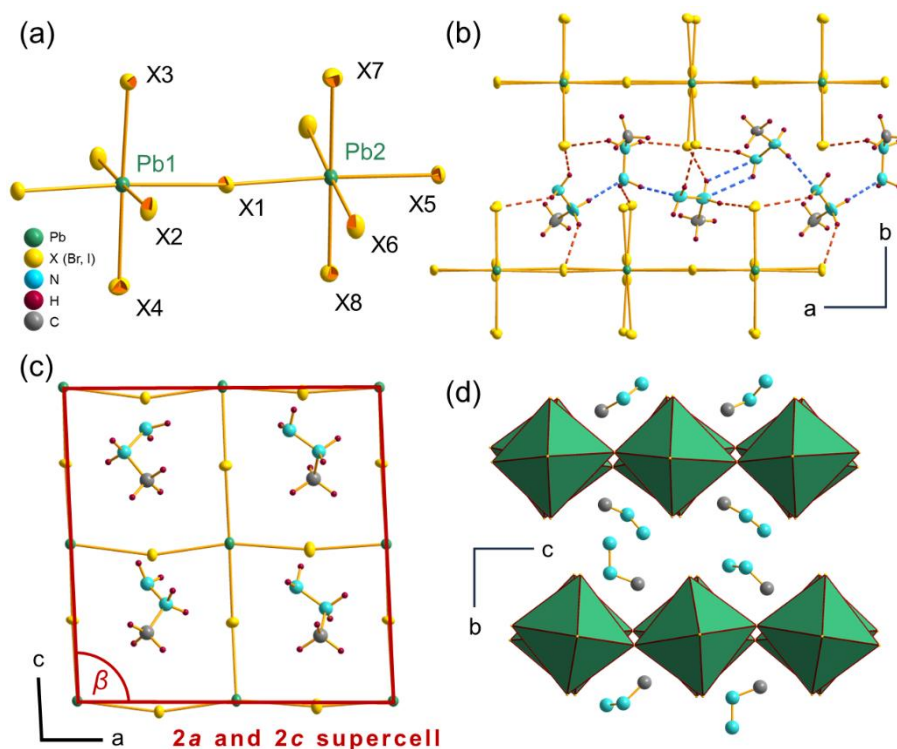 (a)
X3
X7
Pb1
Pb2
X1
X5
X2
X6
X4
X8
Pb
X (Br, I)
N
H
C
(b)
b
a
(c)
β
c
a
2a and 2c supercell
(d)
c
b